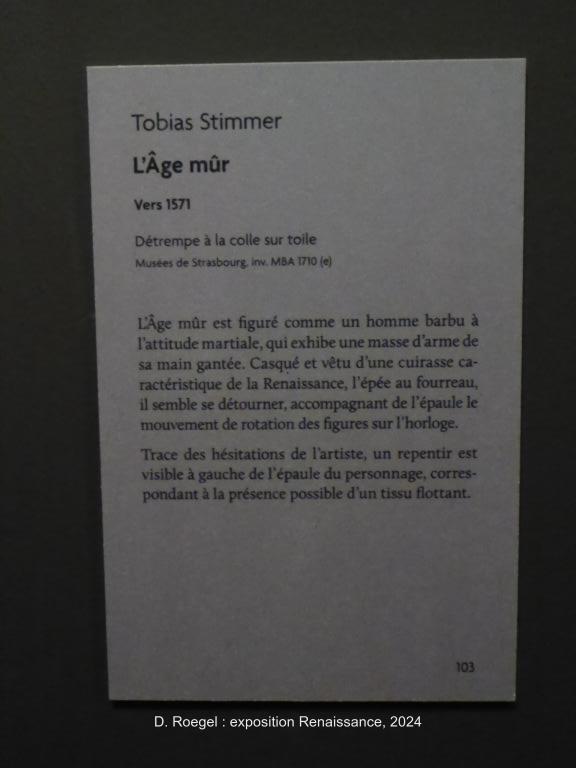 Tobias Stimmer
L'Âge mûr
Vers 1571
Détrempe à la colle sur toile
Musées de Strasbourg, inv. MBA 1710 (e)
L'Âge mûr est figuré comme un homme barbu à
l'attitude martiale, qui exhibe une masse d'arme de
sa main gantée. Casqué et vêtu d'une cuirasse ca-
ractéristique de la Renaissance, l'épée au fourreau,
il semble se détourner, accompagnant de l'épaule le
mouvement de rotation des figures sur l'horloge.
Trace des hésitations de l'artiste, un repentir est
visible à gauche de l'épaule du personnage, corres-
pondant à la présence possible d'un tissu flottant.
103
D. Roegel : exposition Renaissance, 2024